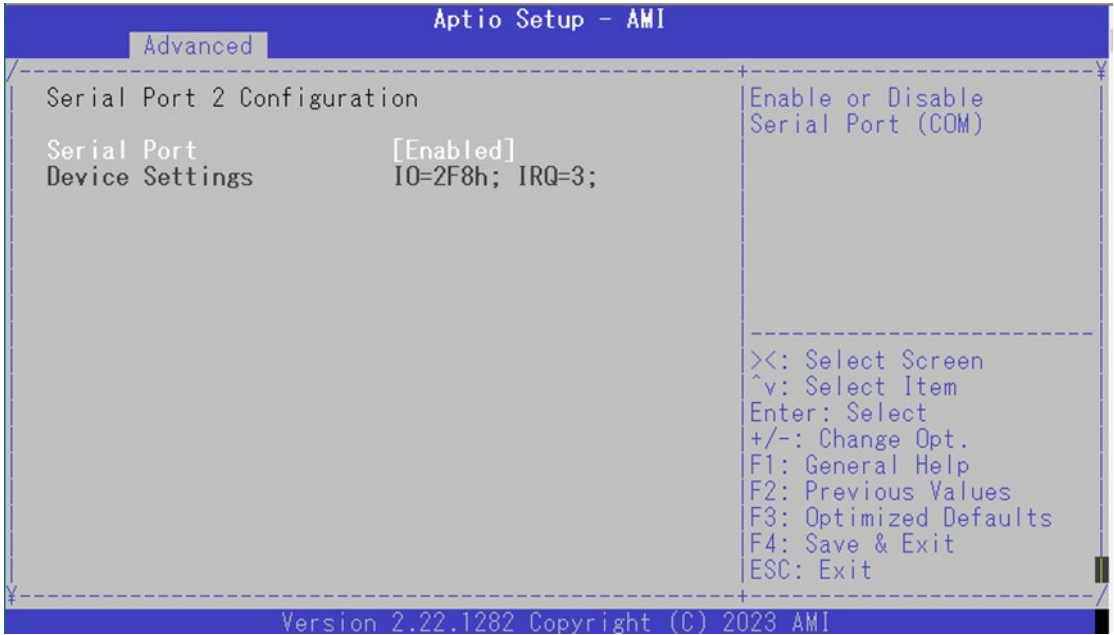 Aptio Setup - AMI
Advanced
Serial Port 2 Configuration
Serial Port [Enabled]
Device Settings IO=2F8h; IRQ=3;
Enable or Disable
Serial Port (COM)
><: Select Screen
^v: Select Item
Enter: Select
+/-: Change Opt.
F1: General Help
F2: Previous Values
F3: Optimized Defaults
F4: Save & Exit
ESC: Exit
Version 2.22.1282 Copyright (C) 2023 AMI